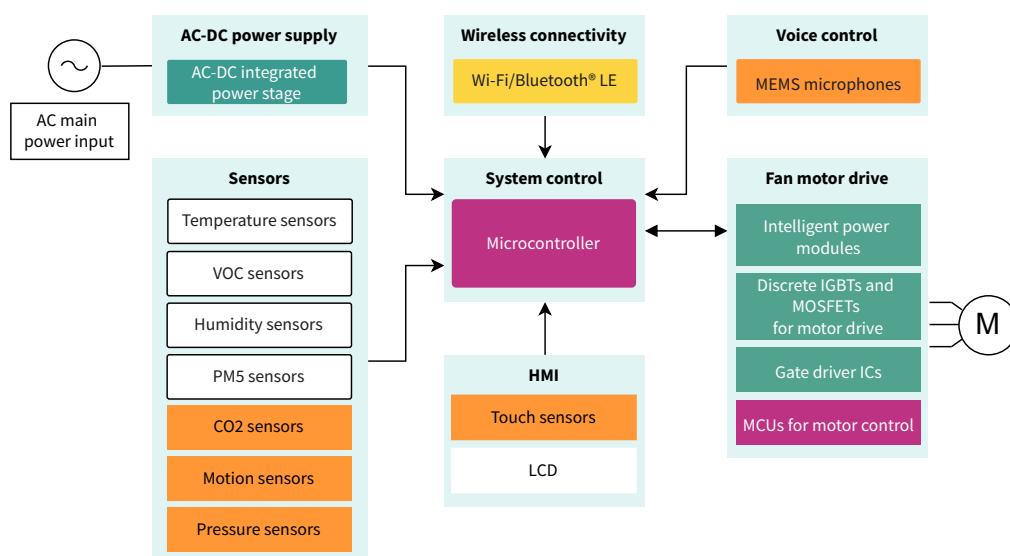 AC-DC power supply
AC-DC integrated
power stage
AC main
power input
Wireless connectivity
Wi-Fi/Bluetooth® LE
Voice control
MEMS microphones
Sensors
Temperature sensors
VOC sensors
Humidity sensors
PM5 sensors
CO2 sensors
Motion sensors
Pressure sensors
System control
Microcontroller
HMI
Touch sensors
LCD
Fan motor drive
Intelligent power
modules
Discrete IGBTs and
MOSFETs
for motor drive
Gate driver ICs
MCUs for motor control
M